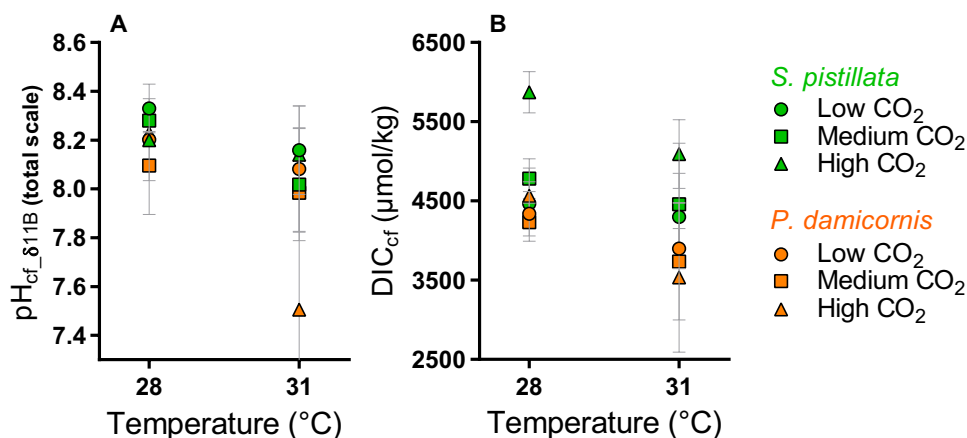 A
pH_cf_δ11B (total scale)
8.6
8.4
8.2
8.0
7.8
7.6
7.4
28
31
Temperature (°C)
B
DIC_cf (μmol/kg)
6500
5500
4500
3500
2500
28
31
Temperature (°C)
S. pistillata
Low CO₂
Medium CO₂
High CO₂
P. damicornis
Low CO₂
Medium CO₂
High CO₂